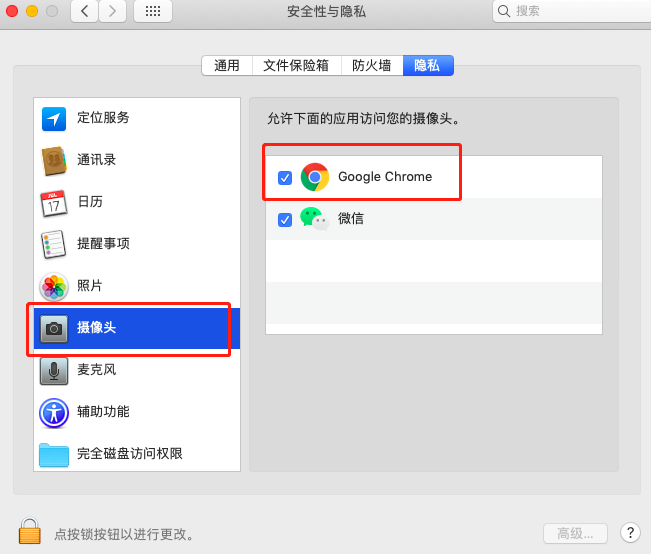 安全性与隐私
搜索
通用 文件保险箱 防火墙 隐私
定位服务
通讯录
JUL
17
日历
提醒事项
照片
摄像头
麦克风
辅助功能
完全磁盘访问权限
允许下面的应用访问您的摄像头。
Google Chrome
微信
点按锁按钮以进行更改。
高级...
?